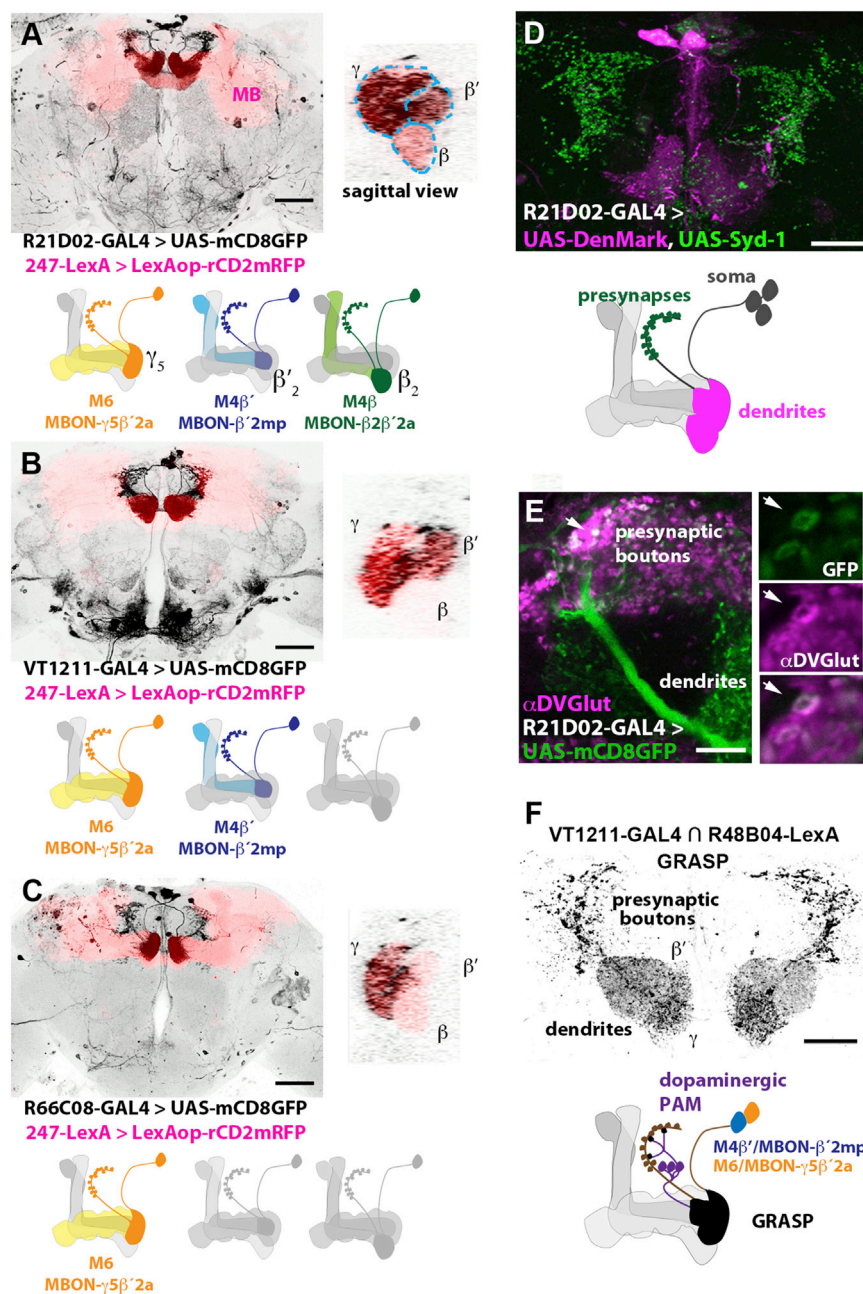 A
MB
γ
β′
β
sagittal view
R21D02-GAL4 > UAS-mCD8GFP
247-LexA > LexAop-rCD2mRFP
γ5
β′2
β2
M6
MBON-γ5β´2a
M4β′
MBON-β′2mp
M4β
MBON-β2β´2a
B
γ
β′
β
VT1211-GAL4 > UAS-mCD8GFP
247-LexA > LexAop-rCD2mRFP
M6
MBON-γ5β´2a
M4β′
MBON-β′2mp
C
γ
β′
β
R66C08-GAL4 > UAS-mCD8GFP
247-LexA > LexAop-rCD2mRFP
M6
MBON-γ5β´2a
D
R21D02-GAL4 >
UAS-DenMark, UAS-Syd-1
soma
presynapses
dendrites
E
presynaptic
boutons
dendrites
αDVGlut
R21D02-GAL4 >
UAS-mCD8GFP
GFP
αDVGlut
F
VT1211-GAL4 ∩ R48B04-LexA
GRASP
presynaptic
boutons
β′
dendrites
γ
dopaminergic
PAM
M4β′/MBON-β′2mp
M6/MBON-γ5β′2a
GRASP